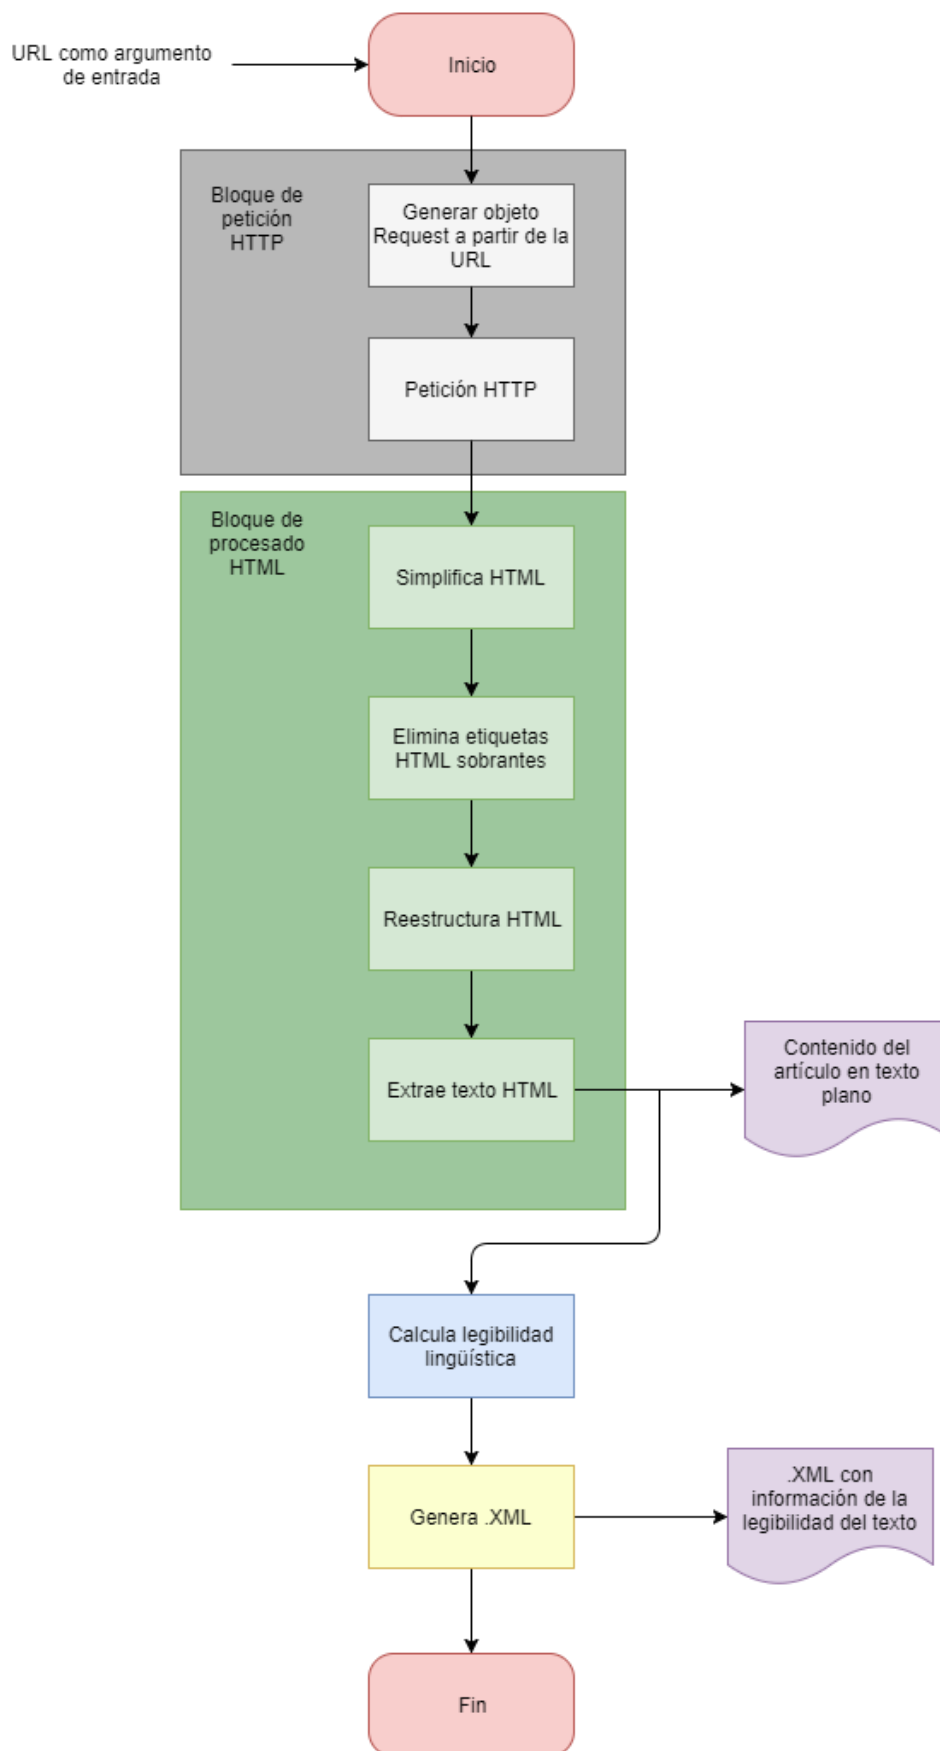 URL como argumento
de entrada
Inicio
Bloque de
petición
HTTP
Generar objeto
Request a partir de la
URL
Petición HTTP
Bloque de
procesado
HTML
Simplifica HTML
Elimina etiquetas
HTML sobrantes
Reestructura HTML
Extrae texto HTML
Contenido del
artículo en texto
plano
Calcula legibilidad
lingüística
Genera .XML
.XML con
información de la
legibilidad del texto
Fin